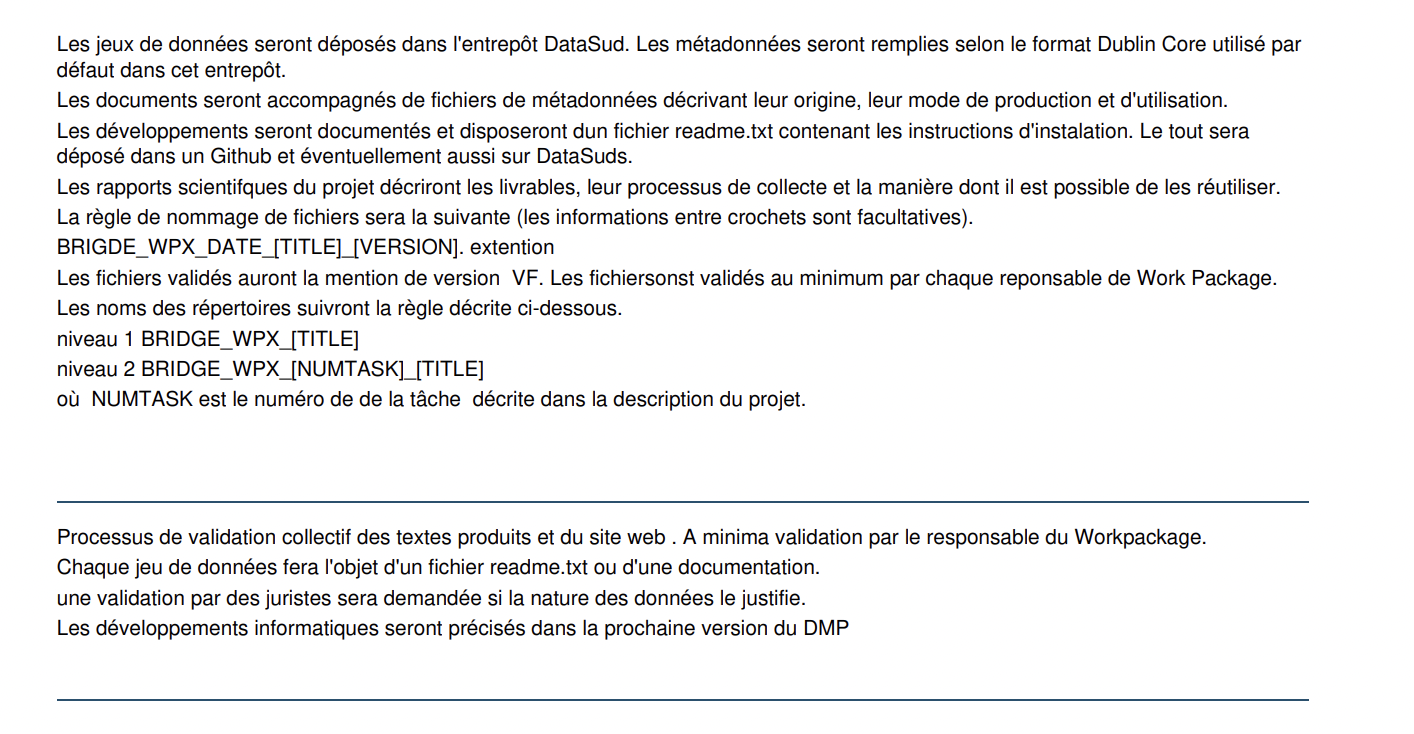 Les jeux de données seront déposés dans l'entrepôt DataSud. Les métadonnées seront remplies selon le format Dublin Core utilisé par
défaut dans cet entrepôt.
Les documents seront accompagnés de fichiers de métadonnées décrivant leur origine, leur mode de production et d'utilisation.
Les développements seront documentés et disposeront dun fichier readme.txt contenant les instructions d'instalation. Le tout sera
déposé dans un Github et éventuellement aussi sur DataSuds.
Les rapports scientifques du projet décriront les livrables, leur processus de collecte et la manière dont il est possible de les réutiliser.
La règle de nommage de fichiers sera la suivante (les informations entre crochets sont facultatives).
BRIGDE_WPX_DATE_[TITLE]_[VERSION]. extention
Les fichiers validés auront la mention de version  VF. Les fichiersonst validés au minimum par chaque reponsable de Work Package.
Les noms des répertoires suivront la règle décrite ci-dessous.
niveau 1 BRIDGE_WPX_[TITLE]
niveau 2 BRIDGE_WPX_[NUMTASK]_[TITLE]
où  NUMTASK est le numéro de de la tâche  décrite dans la description du projet.
Processus de validation collectif des textes produits et du site web . A minima validation par le responsable du Workpackage.
Chaque jeu de données fera l'objet d'un fichier readme.txt ou d'une documentation.
une validation par des juristes sera demandée si la nature des données le justifie.
Les développements informatiques seront précisés dans la prochaine version du DMP